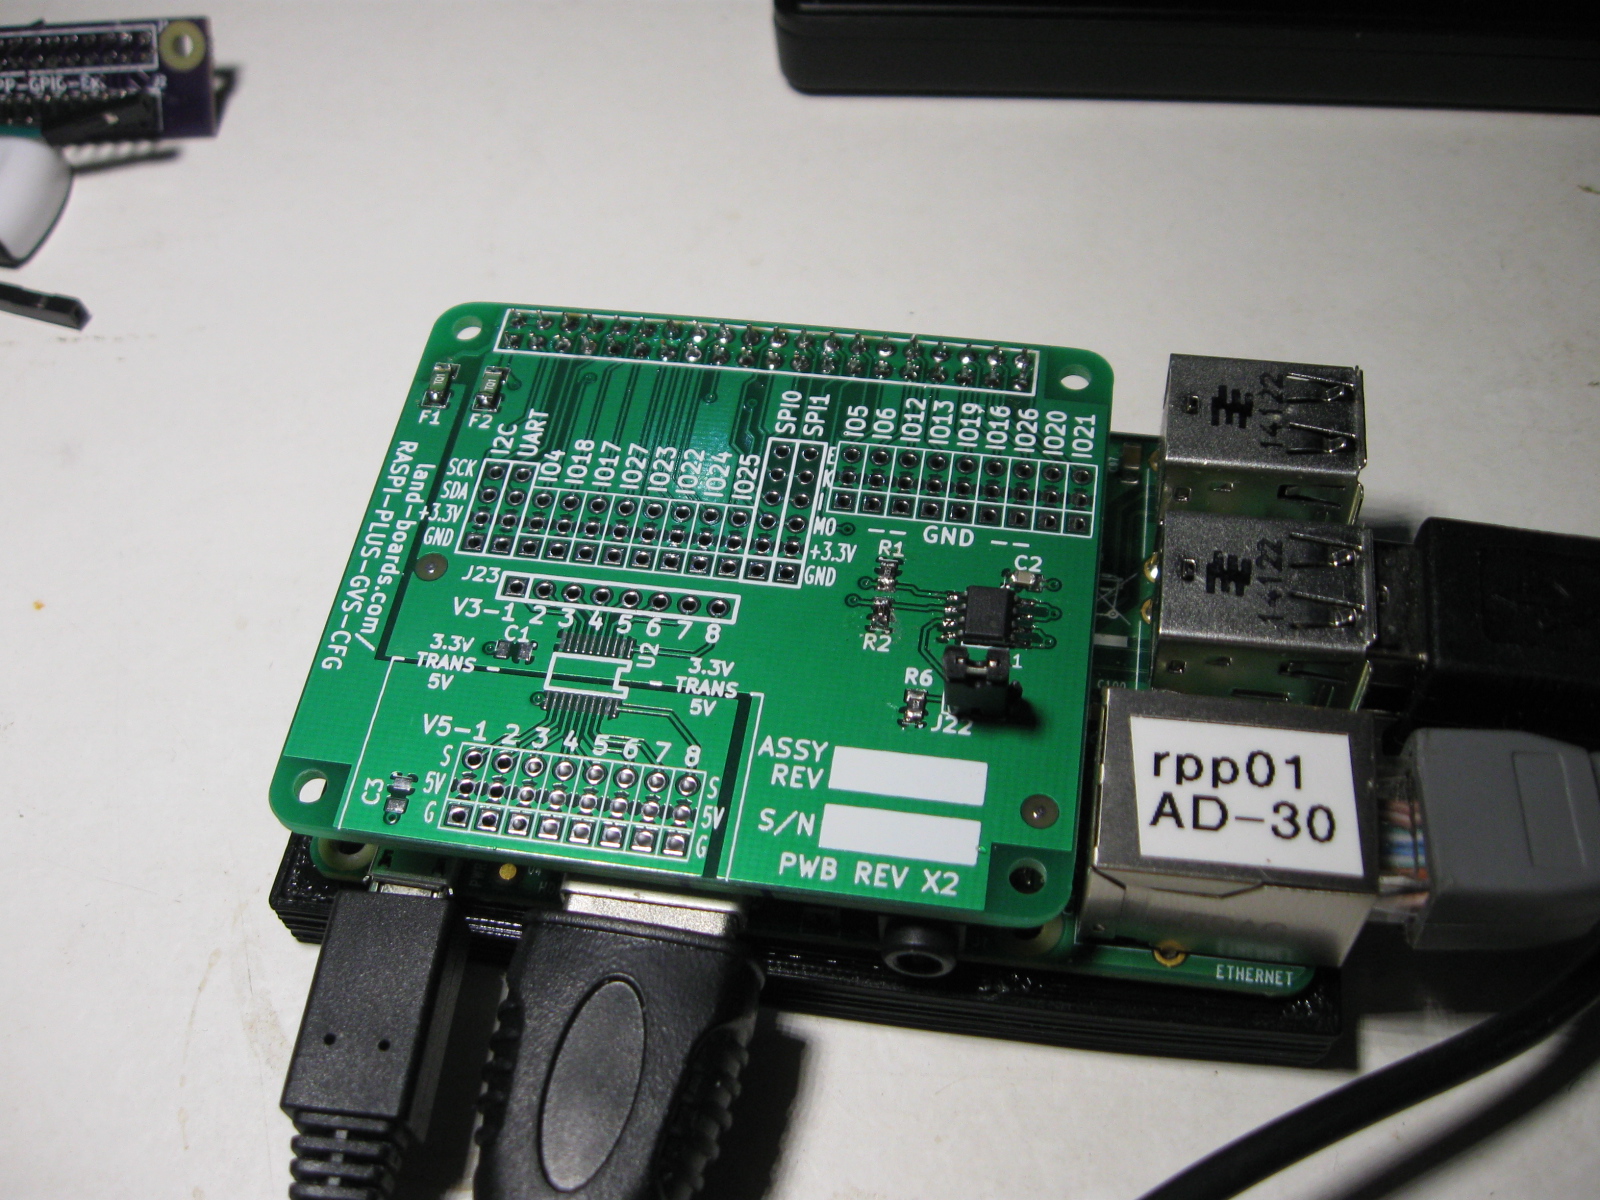 F1
F2
I2C
UART
IO4
IO18
IO17
IO27
IO23
IO22
IO24
IO25
SPI0
SPI1
IO5
IO6
IO12
IO13
IO19
IO16
IO26
IO20
IO21
SCK
SDA
+3.3V
GND
MO
+3.3V
GND
-- GND --
land-boards.com/
RASPI-PLUS-GVS-CFG
J23
V3-1 2 3 4 5 6 7 8
C1
U2
3.3V
TRANS -
5V
3.3V
- TRANS
5V
V5-1 2 3 4 5 6 7 8
S
5V
G
S
5V
G
C3
R1
R2
C2
R6
J22
ASSY
REV
S/N
PWB REV X2
14122
14122
rpp01
AD-30
ETHERNET